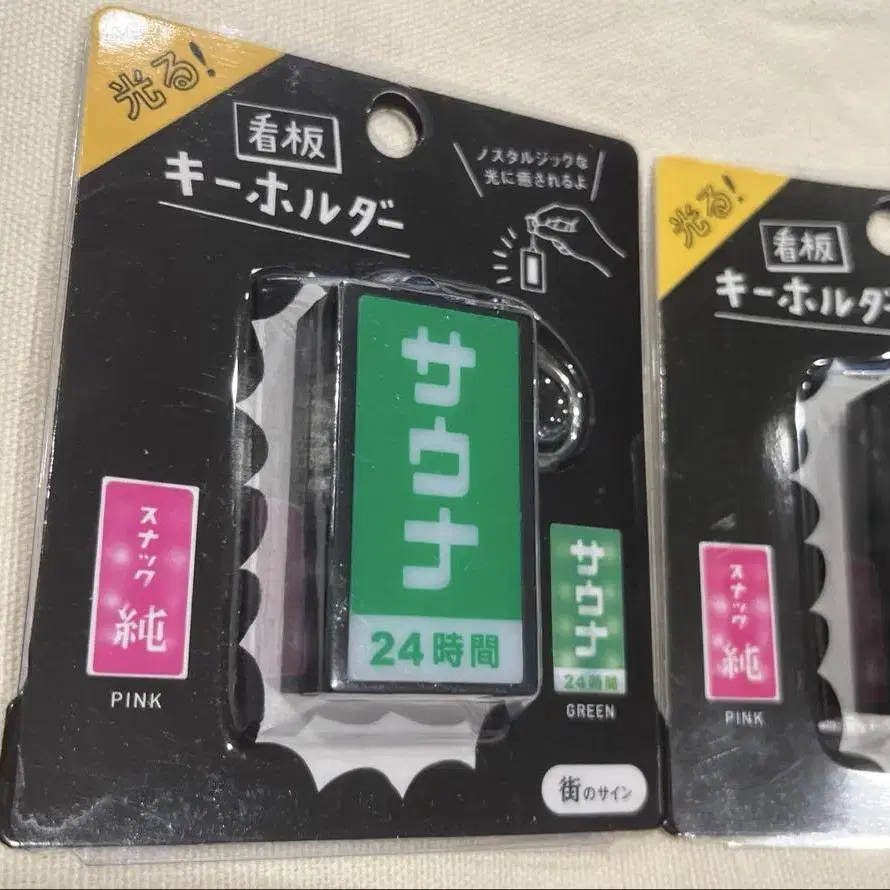 光る!
看板
キーホルダー
ノスタルジックな
光に癒されるよ
サウナ
24時間
スナック
純
PINK
サウナ
24時間
GREEN
街のサイン
光る!
看板
キーホルダ
スナック
純
PINK